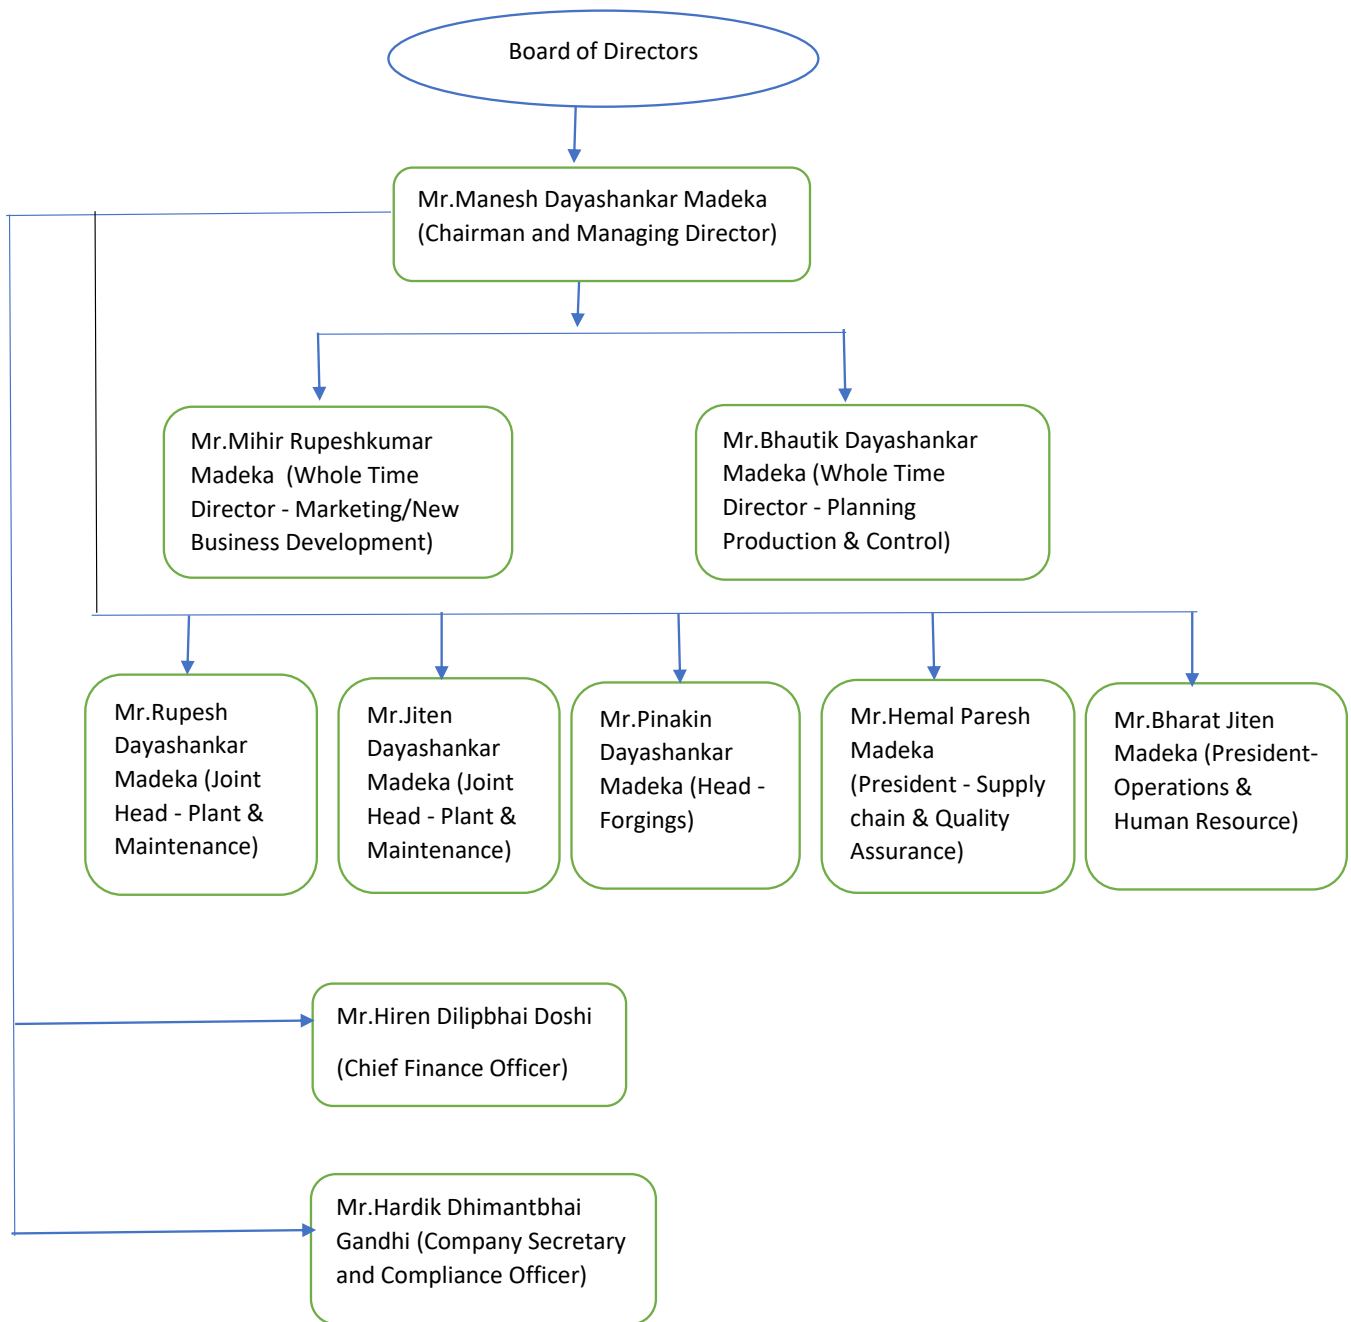 Board of Directors
Mr.Manesh Dayashankar Madeka
(Chairman and Managing Director)
Mr.Mihir Rupeshkumar
Madeka  (Whole Time
Director - Marketing/New
Business Development)
Mr.Bhautik Dayashankar
Madeka (Whole Time
Director - Planning
Production & Control)
Mr.Rupesh
Dayashankar
Madeka (Joint
Head - Plant &
Maintenance)
Mr.Jiten
Dayashankar
Madeka (Joint
Head - Plant &
Maintenance)
Mr.Pinakin
Dayashankar
Madeka (Head -
Forgings)
Mr.Hemal Paresh
Madeka
(President - Supply
chain & Quality
Assurance)
Mr.Bharat Jiten
Madeka (President-
Operations &
Human Resource)
Mr.Hiren Dilipbhai Doshi
(Chief Finance Officer)
Mr.Hardik Dhimantbhai
Gandhi (Company Secretary
and Compliance Officer)